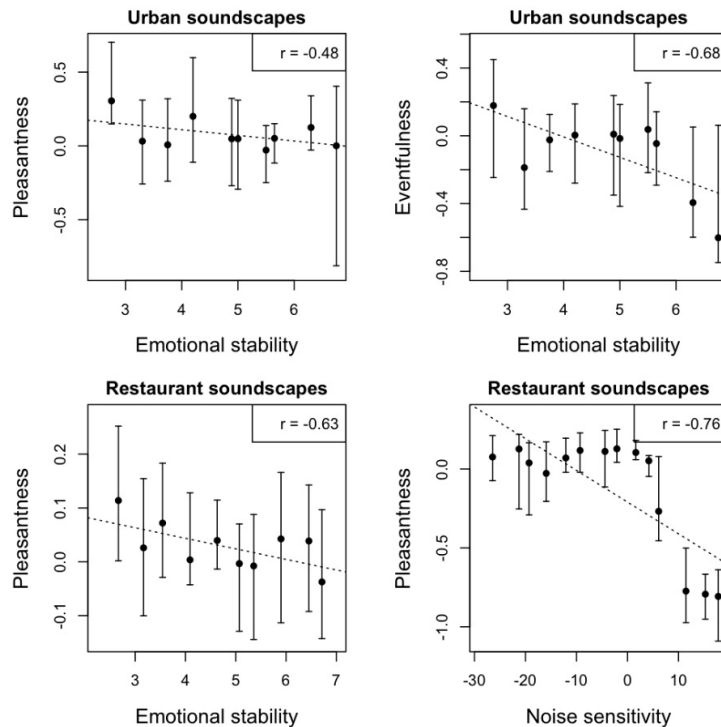 Urban soundscapes
r = -0.48
Pleasantness
0.5
0.0
-0.5
3 4 5 6
Emotional stability
Urban soundscapes
r = -0.68
Eventfulness
0.4
0.0
-0.4
-0.8
3 4 5 6
Emotional stability
Restaurant soundscapes
r = -0.63
Pleasantness
0.2
0.1
0.0
-0.1
3 4 5 6 7
Emotional stability
Restaurant soundscapes
r = -0.76
Pleasantness
0.0
-0.5
-1.0
-30 -20 -10 0 10
Noise sensitivity